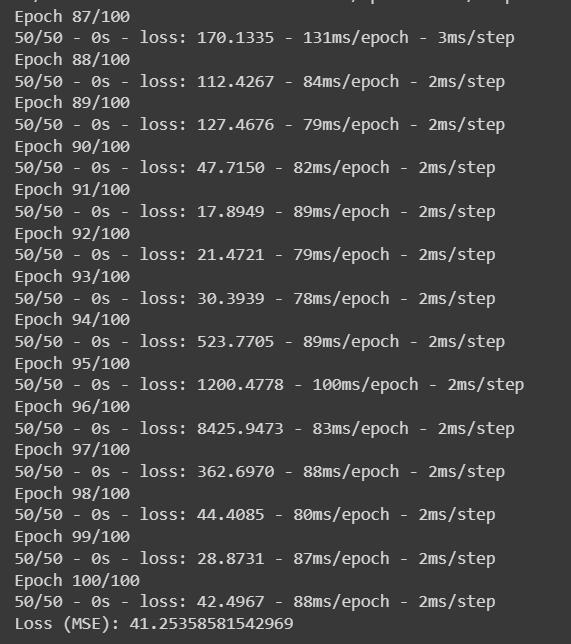 Epoch 87/100
50/50 - 0s - loss: 170.1335 - 131ms/epoch - 3ms/step
Epoch 88/100
50/50 - 0s - loss: 112.4267 - 84ms/epoch - 2ms/step
Epoch 89/100
50/50 - 0s - loss: 127.4676 - 79ms/epoch - 2ms/step
Epoch 90/100
50/50 - 0s - loss: 47.7150 - 82ms/epoch - 2ms/step
Epoch 91/100
50/50 - 0s - loss: 17.8949 - 89ms/epoch - 2ms/step
Epoch 92/100
50/50 - 0s - loss: 21.4721 - 79ms/epoch - 2ms/step
Epoch 93/100
50/50 - 0s - loss: 30.3939 - 78ms/epoch - 2ms/step
Epoch 94/100
50/50 - 0s - loss: 523.7705 - 89ms/epoch - 2ms/step
Epoch 95/100
50/50 - 0s - loss: 1200.4778 - 100ms/epoch - 2ms/step
Epoch 96/100
50/50 - 0s - loss: 8425.9473 - 83ms/epoch - 2ms/step
Epoch 97/100
50/50 - 0s - loss: 362.6970 - 88ms/epoch - 2ms/step
Epoch 98/100
50/50 - 0s - loss: 44.4085 - 80ms/epoch - 2ms/step
Epoch 99/100
50/50 - 0s - loss: 28.8731 - 87ms/epoch - 2ms/step
Epoch 100/100
50/50 - 0s - loss: 42.4967 - 88ms/epoch - 2ms/step
Loss (MSE): 41.25358581542969